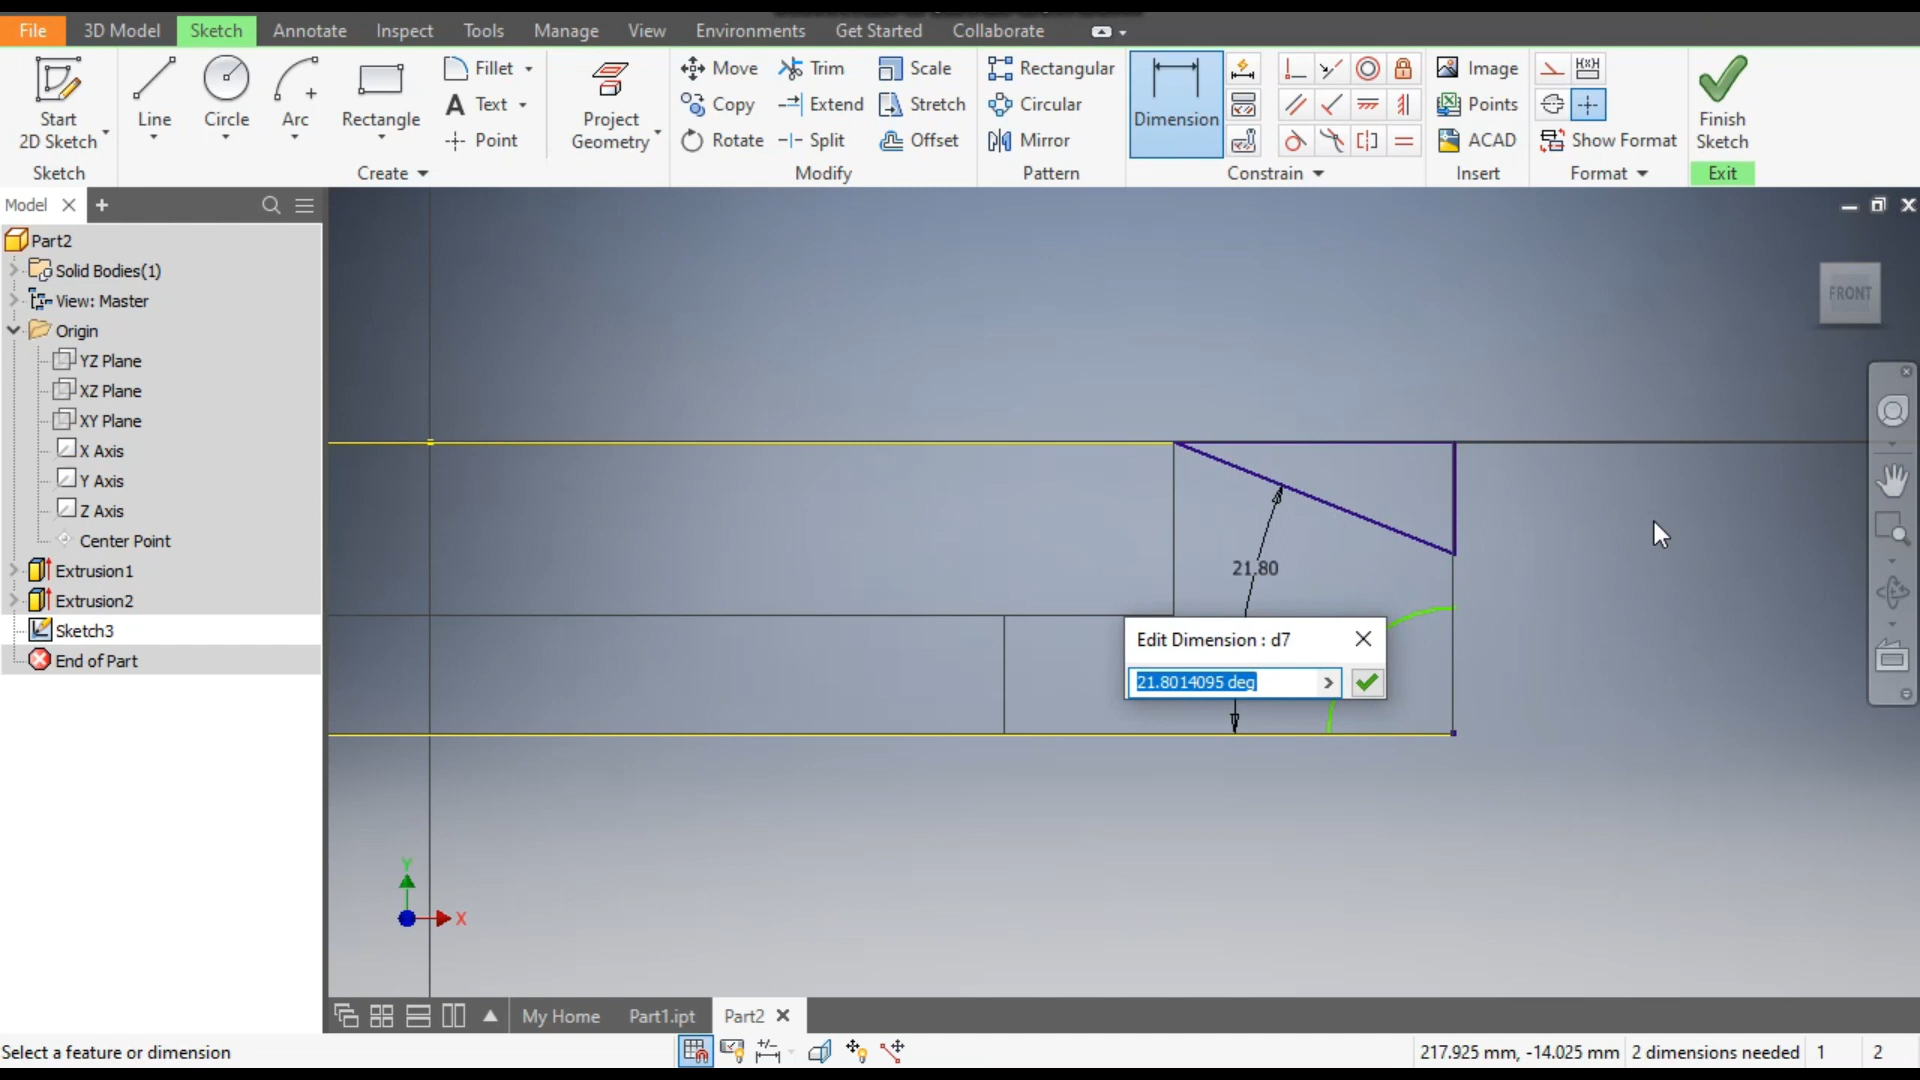 File 3D Model Sketch Annotate Inspect Tools Manage View Environments Get Started Collaborate
Start
2D Sketch
Line
Circle
Arc
Rectangle
Fillet
Text
Point
Project
Geometry
Move
Copy
Rotate
Trim
Extend
Split
Scale
Stretch
Offset
Rectangular
Circular
Mirror
Dimension
Image
Points
ACAD
Show Format
Finish
Sketch
Sketch Create Modify Pattern Constrain Insert Format Exit
Model
Part2
Solid Bodies(1)
View: Master
Origin
YZ Plane
XZ Plane
XY Plane
X Axis
Y Axis
Z Axis
Center Point
Extrusion1
Extrusion2
Sketch3
End of Part
FRONT
21.80
Edit Dimension : d7
21.8014095 deg
Y
X
My Home Part1.ipt Part2
Select a feature or dimension
217.925 mm, -14.025 mm 2 dimensions needed 1 2